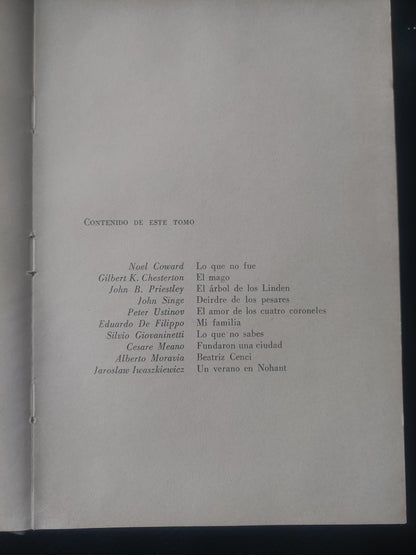 CONTENIDO DE ESTE TOMO
Noel Coward Lo que no fue
Gilbert K. Chesterton El mago
John B. Priestley El árbol de los Linden
John Singe Deirdre de los pesares
Peter Ustinov El amor de los cuatro coroneles
Eduardo De Filippo Mi familia
Silvio Giovaninetti Lo que no sabes
Cesare Meano Fundaron una ciudad
Alberto Moravia Beatriz Cenci
Jaroslaw Iwaszkiewicz Un verano en Nohant